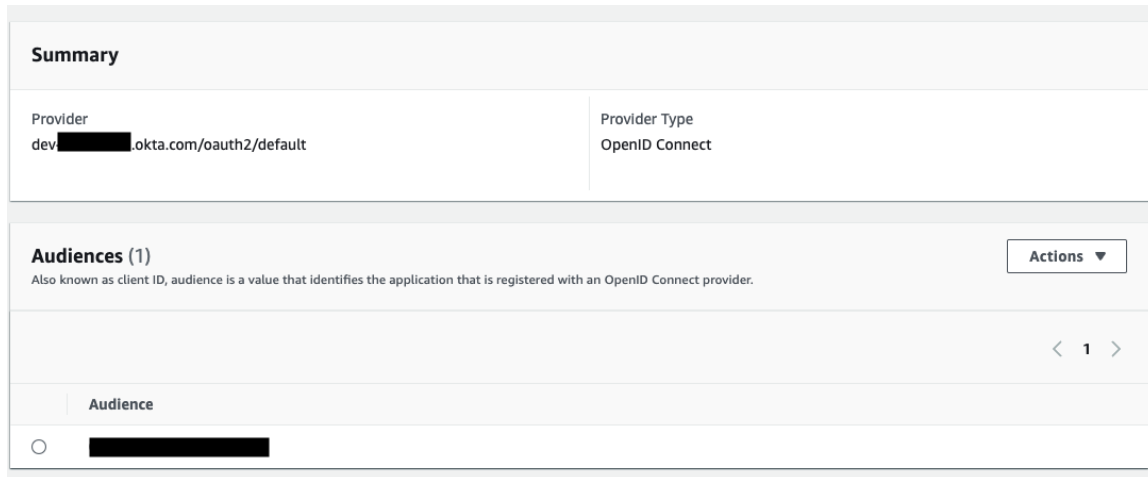 Summary
Provider
Provider Type
dev-.okta.com/oauth2/default
OpenID Connect
Audiences (1)
Actions ▼
Also known as client ID, audience is a value that identifies the application that is registered with an OpenID Connect provider.
< 1 >
Audience